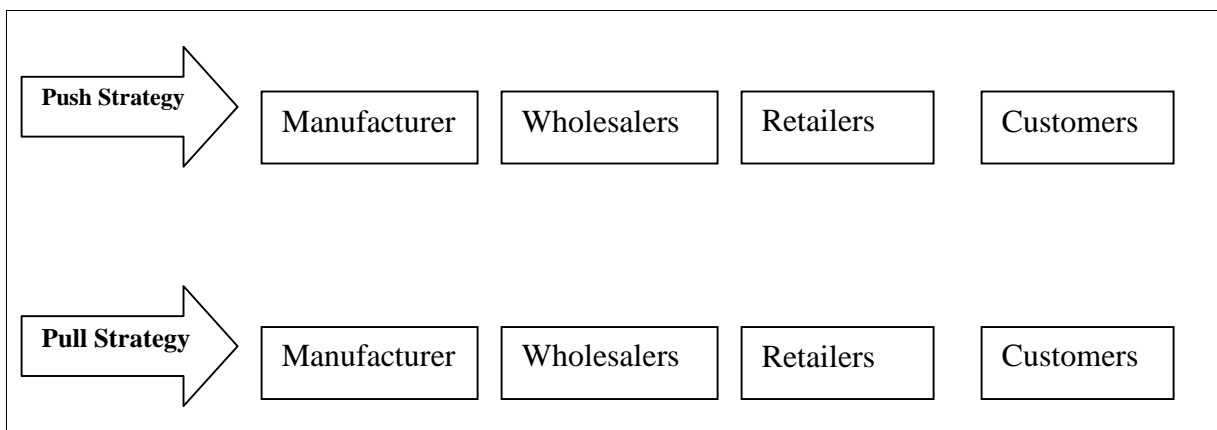 Push Strategy Manufacturer Wholesalers Retailers Customers
Pull Strategy Manufacturer Wholesalers Retailers Customers